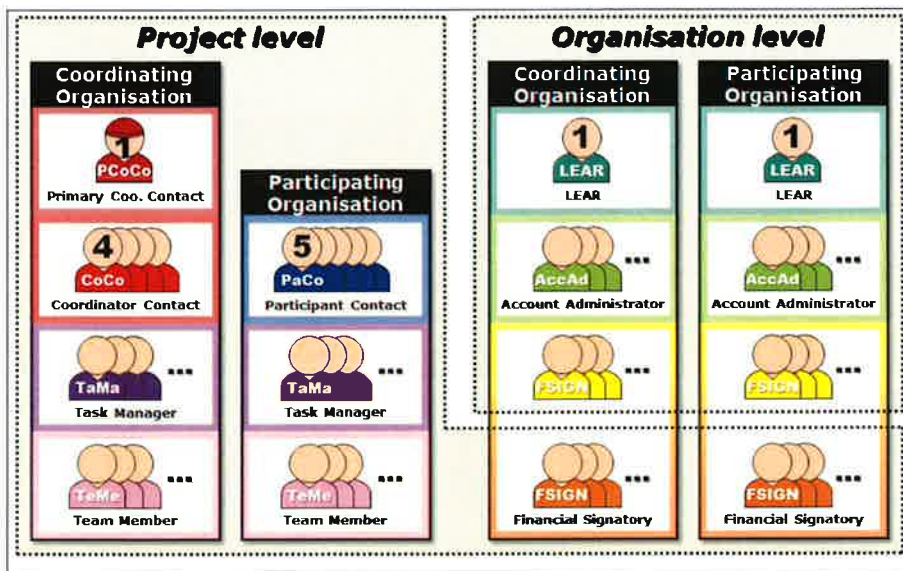 Project level
Organisation level
Coordinating
Organisation
1
PCoCo
Primary Coo. Contact
4
CoCo
Coordinator Contact
TaMa
...
Task Manager
TeMe
...
Team Member
Participating
Organisation
5
PaCo
Participant Contact
TaMa
...
Task Manager
TeMe
...
Team Member
Coordinating
Organisation
1
LEAR
LEAR
AccAd
...
Account Administrator
FSIGN
...
FSIGN
...
Financial Signatory
Participating
Organisation
1
LEAR
LEAR
AccAd
...
Account Administrator
FSIGN
...
FSIGN
...
Financial Signatory